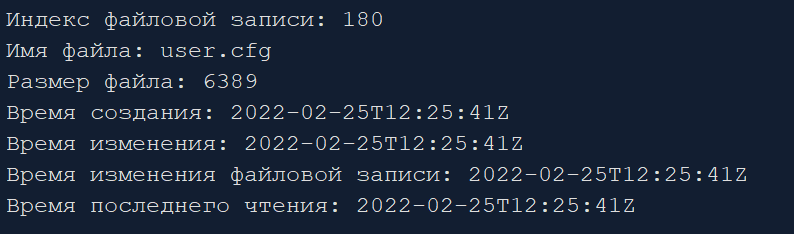 Индекс файловой записи: 180
Имя файла: user.cfg
Размер файла: 6389
Время создания: 2022-02-25T12:25:41Z
Время изменения: 2022-02-25T12:25:41Z
Время изменения файловой записи: 2022-02-25T12:25:41Z
Время последнего чтения: 2022-02-25T12:25:41Z